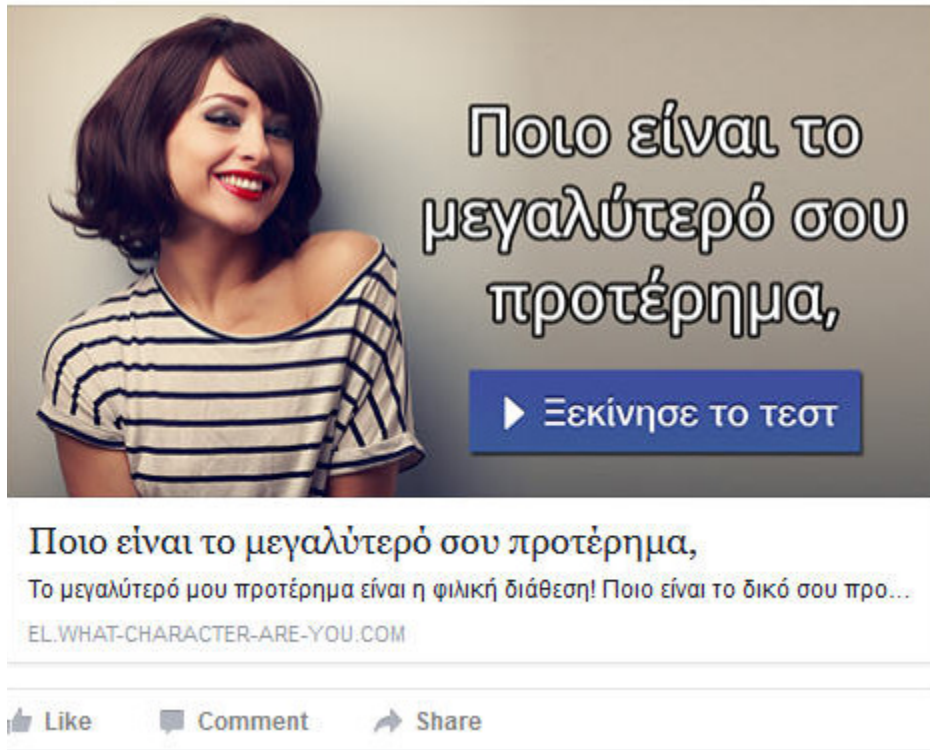 Ποιο είναι το
μεγαλύτερό σου
προτέρημα,
Ξεκίνησε το τεστ
Ποιο είναι το μεγαλύτερό σου προτέρημα,
Το μεγαλύτερό μου προτέρημα είναι η φιλική διάθεση! Ποιο είναι το δικό σου προ...
EL.WHAT-CHARACTER-ARE-YOU.COM
Like Comment Share